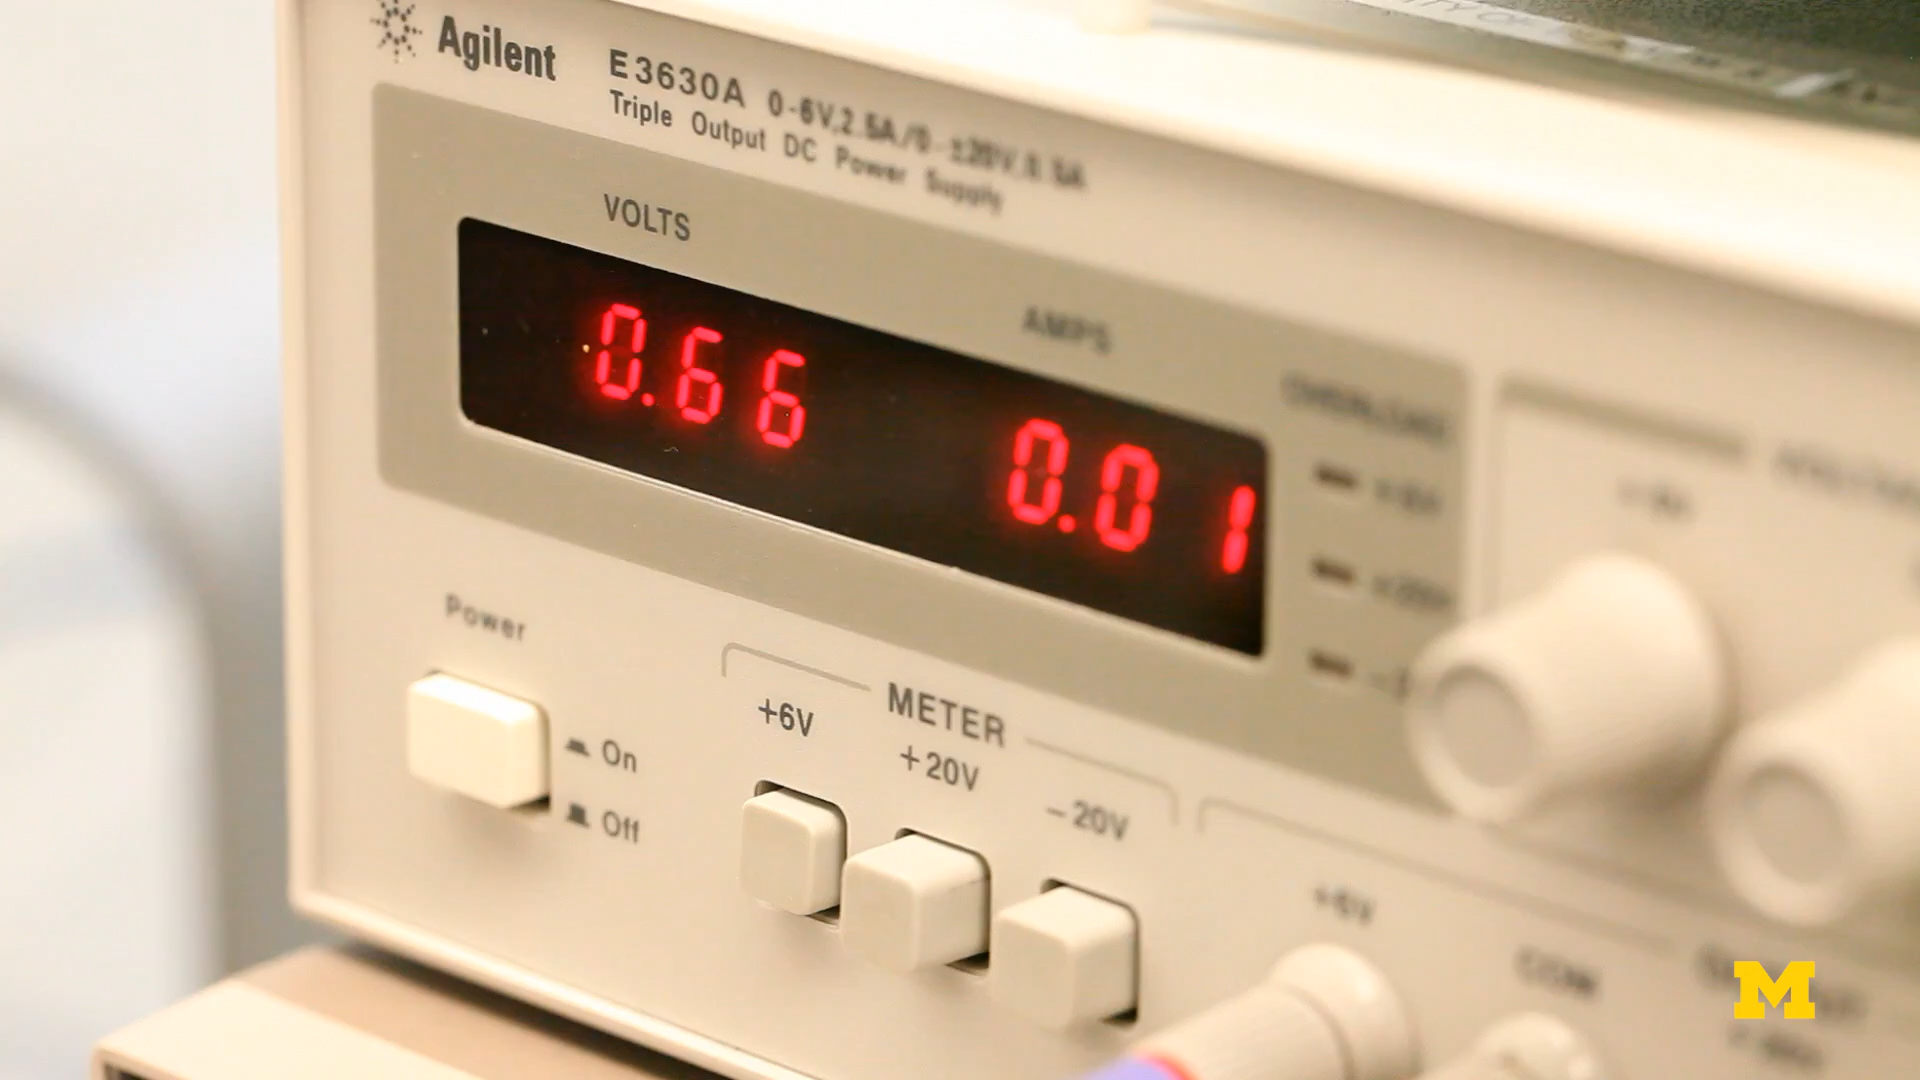 Agilent
E3630A 0-6V,2.5A/0-±20V,0.5A
Triple Output DC Power Supply
VOLTS
AMPS
OVERLOAD
0.66
0.01
Power
On
Off
METER
+6V
+20V
-20V
+6V
COM
M